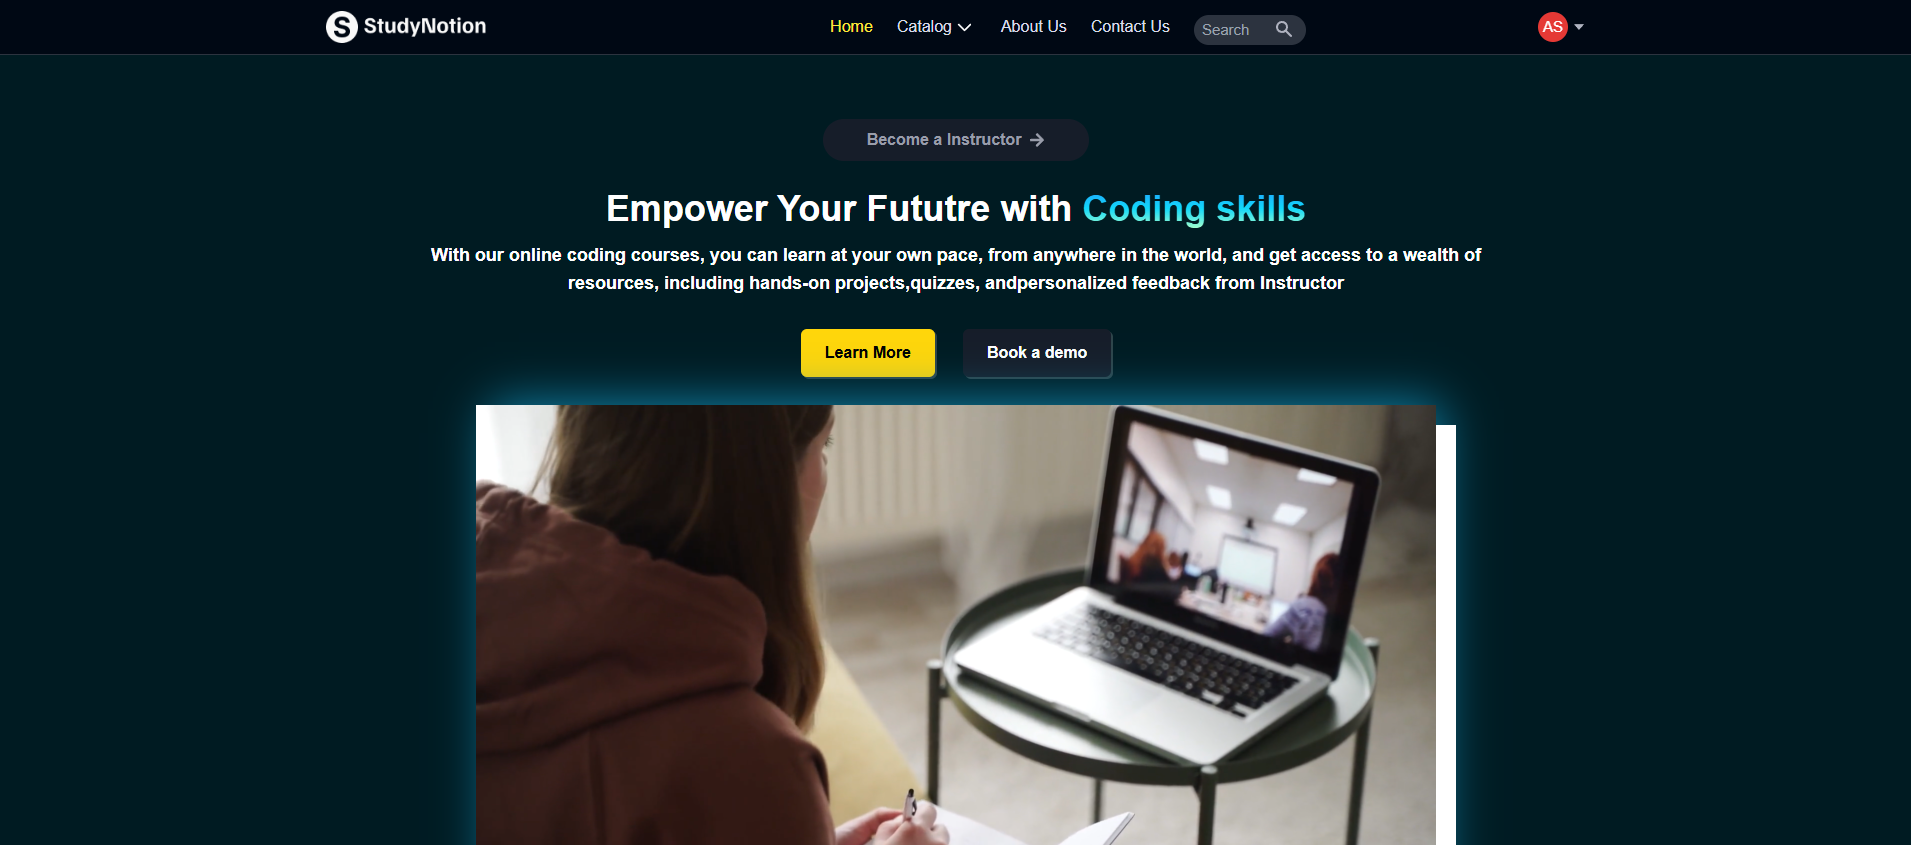 S StudyNotion
Home Catalog About Us Contact Us Search AS
Become a Instructor
Empower Your Fututre with Coding skills
With our online coding courses, you can learn at your own pace, from anywhere in the world, and get access to a wealth of
resources, including hands-on projects,quizzes, andpersonalized feedback from Instructor
Learn More Book a demo